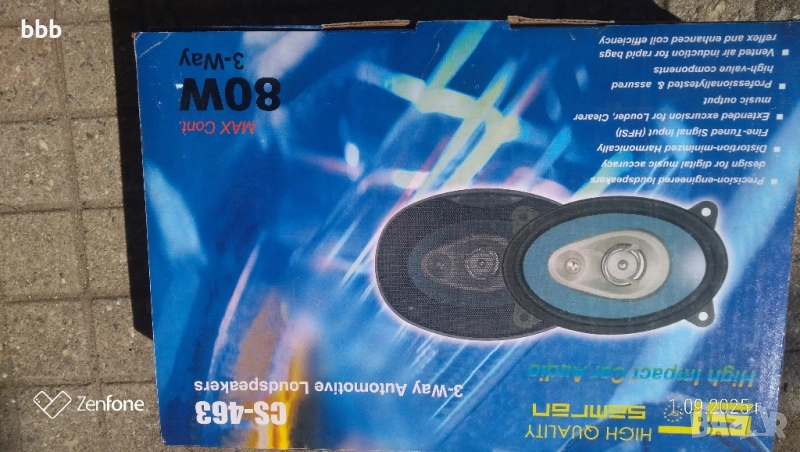 bbb
HIGH QUALITY
samran
High Impact Car Audio
CS-463
3-Way Automotive Loudspeakers
Precision-engineered loudspeakers
design for digital music accuracy
Distortion-minimized Harmonically
Fine-Tuned Signal Input (HFSI)
Extended excursion for Louder, Clearer
music output
Professionallytested & assured
high-value components
Vented air induction for rapid bags
reflex and enhanced coil efficiency
MAX Cont.
80W
3-Way
Zenfone
1.09.2025 г.
BAZAR